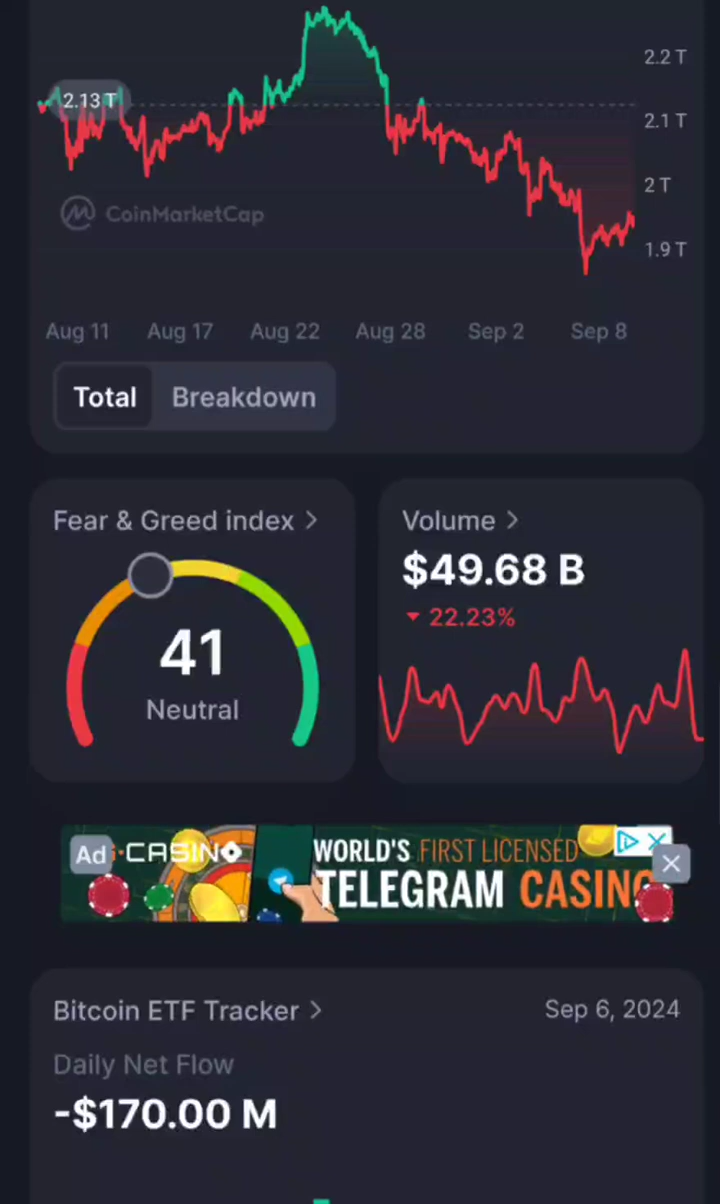 2.2 T
2.13 T
2.1 T
2 T
CoinMarketCap
1.9 T
Aug 11 Aug 17 Aug 22 Aug 28 Sep 2 Sep 8
Total Breakdown
Fear & Greed index >
41
Neutral
Volume >
$49.68 B
22.23%
Ad
CASINO
WORLD'S FIRST LICENSED
TELEGRAM CASINO
Bitcoin ETF Tracker > Sep 6, 2024
Daily Net Flow
-$170.00 M